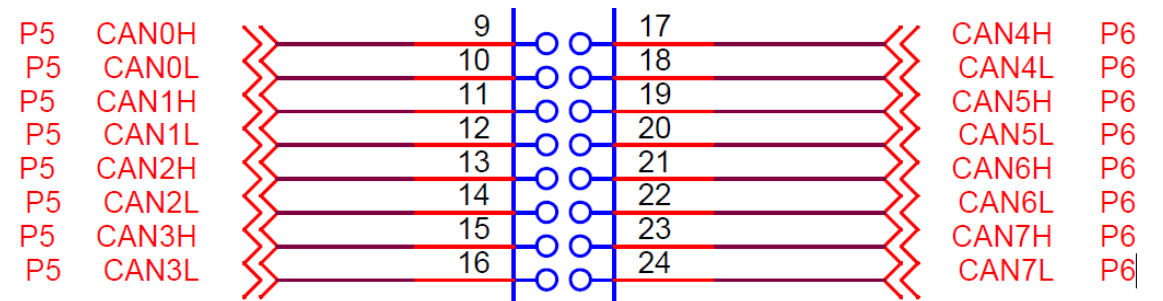 P5 CAN0H 9 17 CAN4H P6
P5 CAN0L 10 18 CAN4L P6
P5 CAN1H 11 19 CAN5H P6
P5 CAN1L 12 20 CAN5L P6
P5 CAN2H 13 21 CAN6H P6
P5 CAN2L 14 22 CAN6L P6
P5 CAN3H 15 23 CAN7H P6
P5 CAN3L 16 24 CAN7L P6